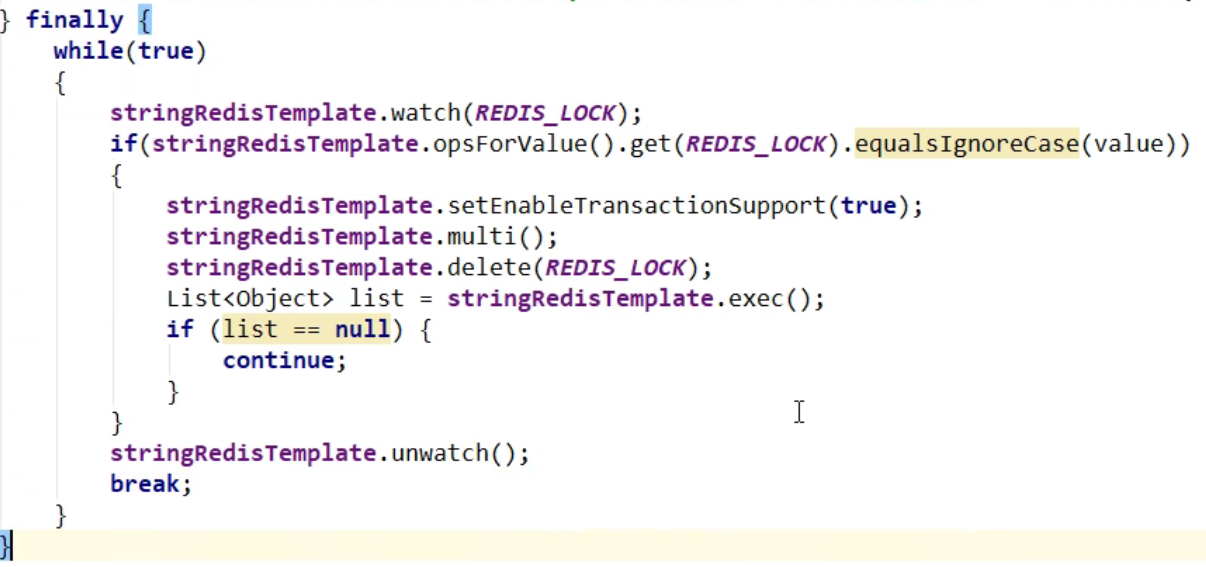 } finally {
while(true)
{
stringRedisTemplate.watch(REDIS_LOCK);
if(stringRedisTemplate.opsForValue().get(REDIS_LOCK).equalsIgnoreCase(value))
{
stringRedisTemplate.setEnableTransactionSupport(true);
stringRedisTemplate.multi();
stringRedisTemplate.delete(REDIS_LOCK);
List<Object> list = stringRedisTemplate.exec();
if (list == null) {
continue;
}
}
stringRedisTemplate.unwatch();
break;
}
}